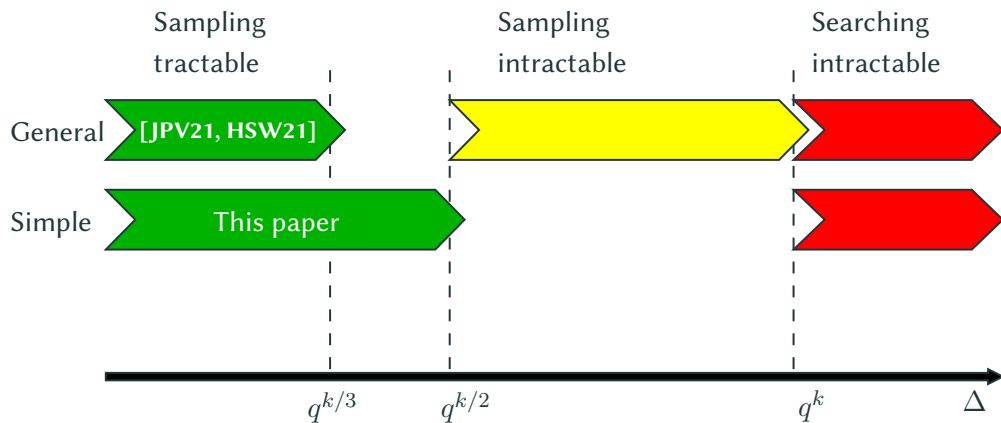 Sampling
tractable
Sampling
intractable
Searching
intractable
General
[JPV21, HSW21]
Simple
This paper
q^{k/3}
q^{k/2}
q^k
Δ